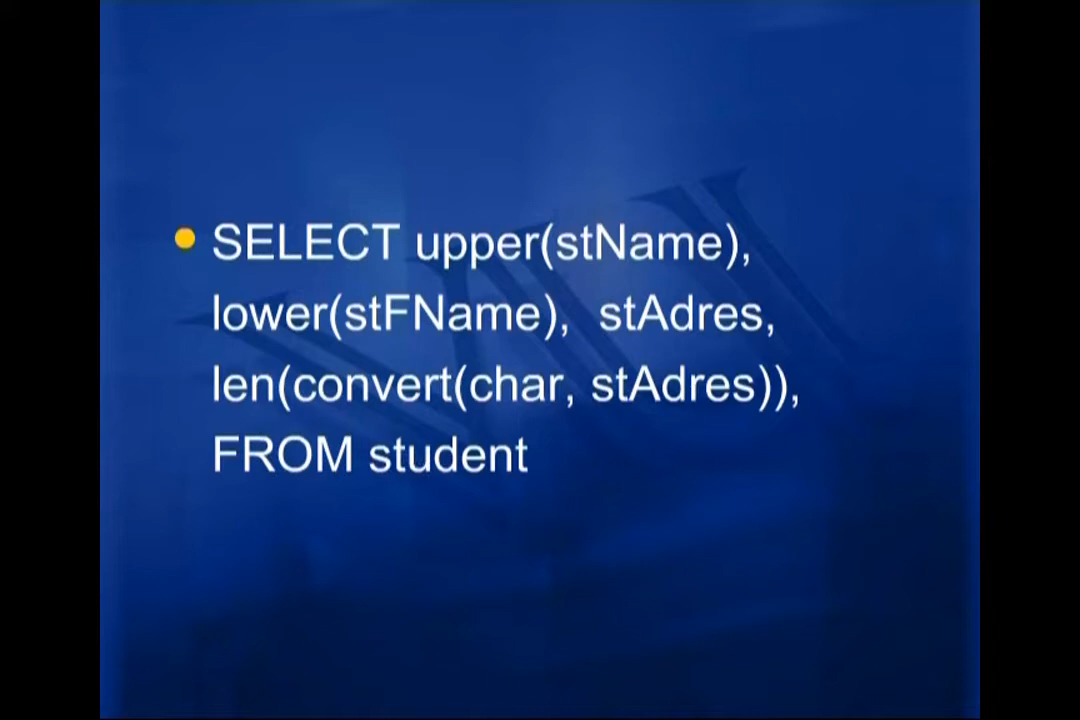 SELECT upper(stName),
lower(stFName), stAdres,
len(convert(char, stAdres)),
FROM student